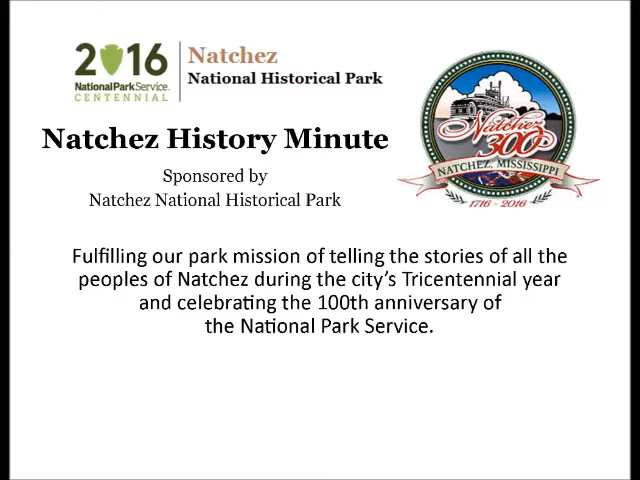 2016
National Park Service
CENTENNIAL
Natchez
National Historical Park
Natchez History Minute
Sponsored by
Natchez National Historical Park
Natchez
300
NATCHEZ, MISSISSIPPI
1716 - 2016
Fulfilling our park mission of telling the stories of all the
peoples of Natchez during the city's Tricentennial year
and celebrating the 100th anniversary of
the National Park Service.